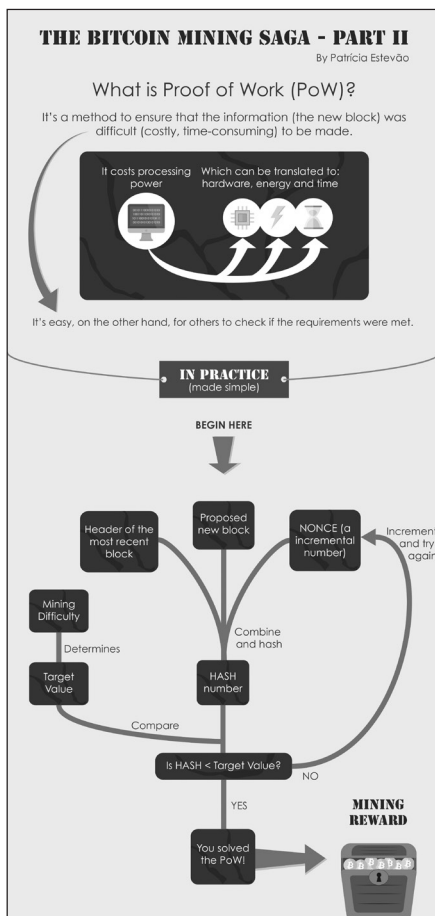 THE BITCOIN MINING SAGA - PART II
By Patrícia Estevão
What is Proof of Work (PoW)?
It's a method to ensure that the information (the new block) was
difficult (costly, time-consuming) to be made.
It costs processing
power
Which can be translated to:
hardware, energy and time
It's easy, on the other hand, for others to check if the requirements were met.
IN PRACTICE
(made simple)
BEGIN HERE
Header of the
most recent
block
Proposed
new block
NONCE (a
incremental
number)
Increment
and try
again
Combine
and hash
Mining
Difficulty
Determines
Target
Value
HASH
number
Compare
Is HASH < Target Value?
NO
YES
You solved
the PoW!
MINING
REWARD